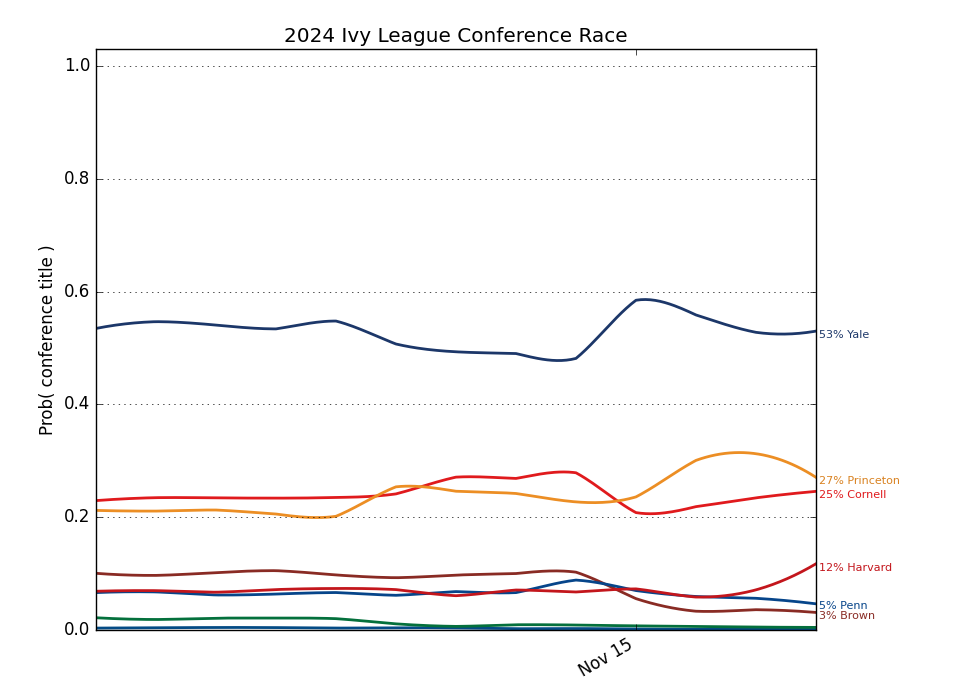 2024 Ivy League Conference Race
Prob( conference title )
1.0
0.8
0.6
0.4
0.2
0.0
53% Yale
27% Princeton
25% Cornell
12% Harvard
5% Penn
3% Brown
Nov 15